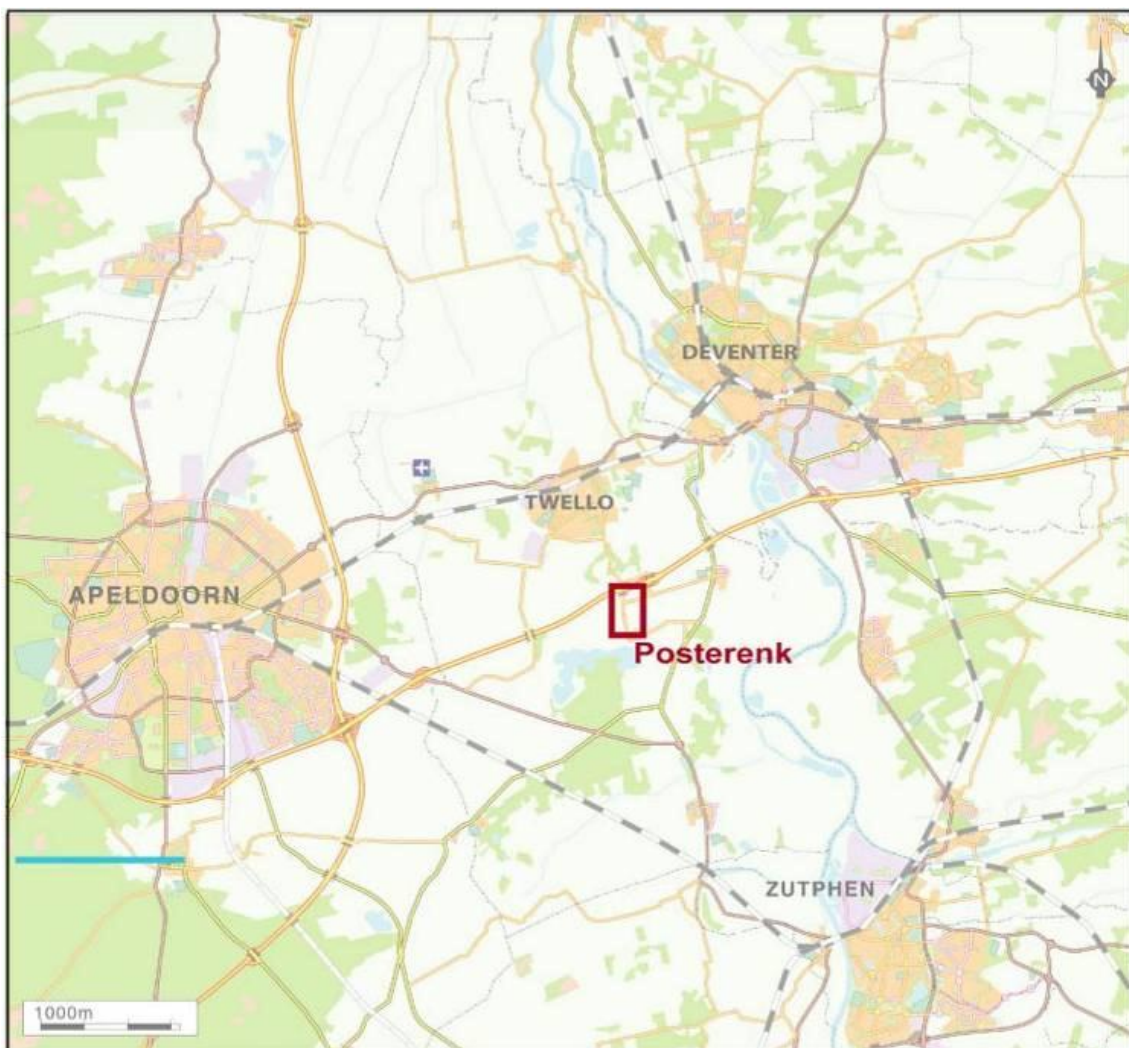 N
DEVENTER
TWELLO
APELDOORN
Posterenk
ZUTPHEN
1000m